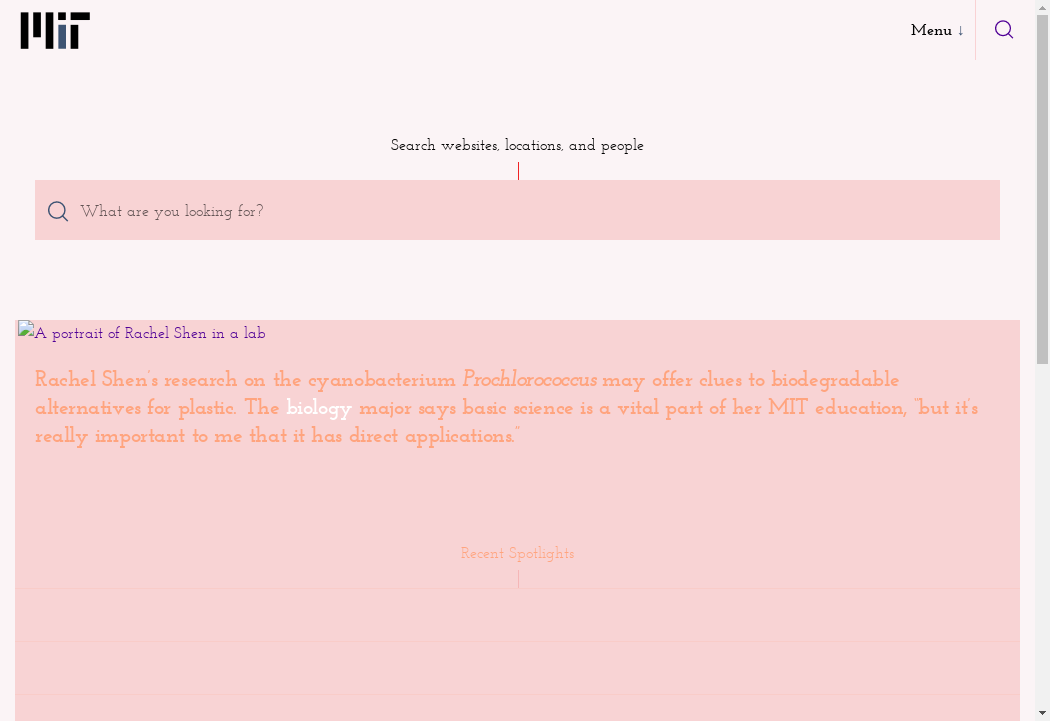 MIT
Menu ↓
Search websites, locations, and people
What are you looking for?
A portrait of Rachel Shen in a lab
Rachel Shen’s research on the cyanobacterium Prochlorococcus may offer clues to biodegradable
alternatives for plastic. The biology major says basic science is a vital part of her MIT education, “but it’s
really important to me that it has direct applications.”
Recent Spotlights